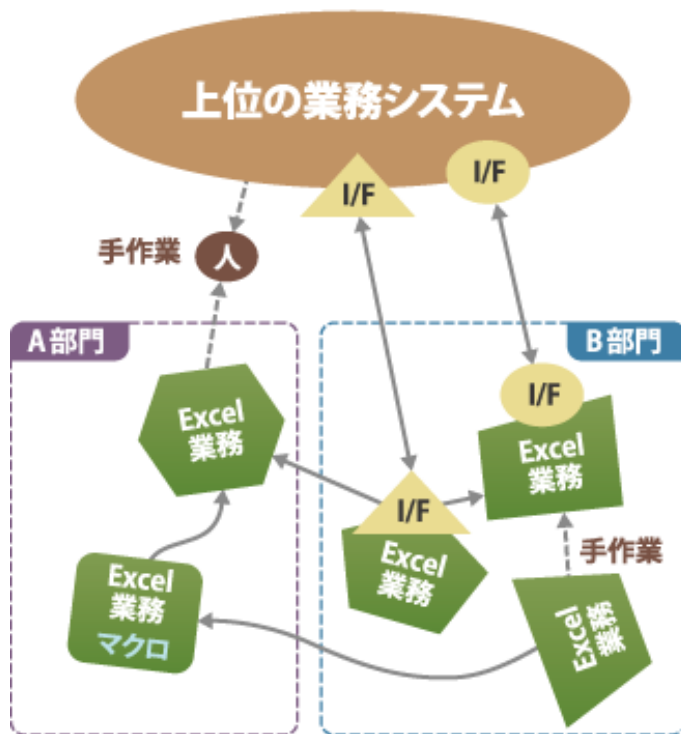 上位の業務システム
I/F
I/F
手作業
人
A部門
B部門
I/F
Excel
業務
Excel
業務
I/F
Excel
業務
手作業
Excel
業務
マクロ
Excel
業務